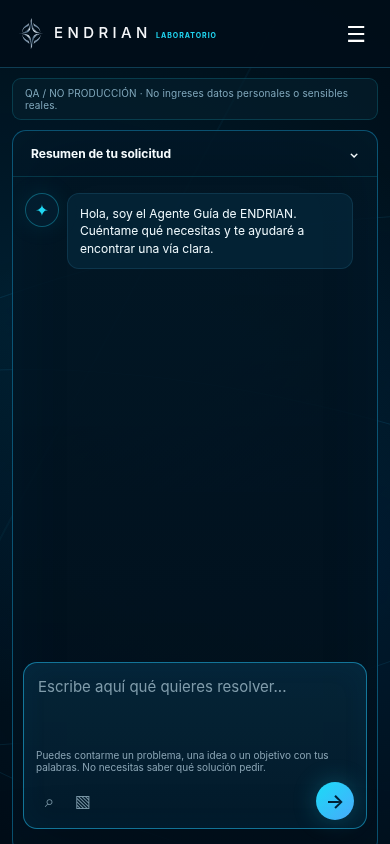 ENDRIAN LABORATORIO
QA / NO PRODUCCIÓN · No ingreses datos personales o sensibles
reales.
Resumen de tu solicitud
Hola, soy el Agente Guía de ENDRIAN.
Cuéntame qué necesitas y te ayudaré a
encontrar una vía clara.
Escribe aquí qué quieres resolver...
Puedes contarme un problema, una idea o un objetivo con tus
palabras. No necesitas saber qué solución pedir.